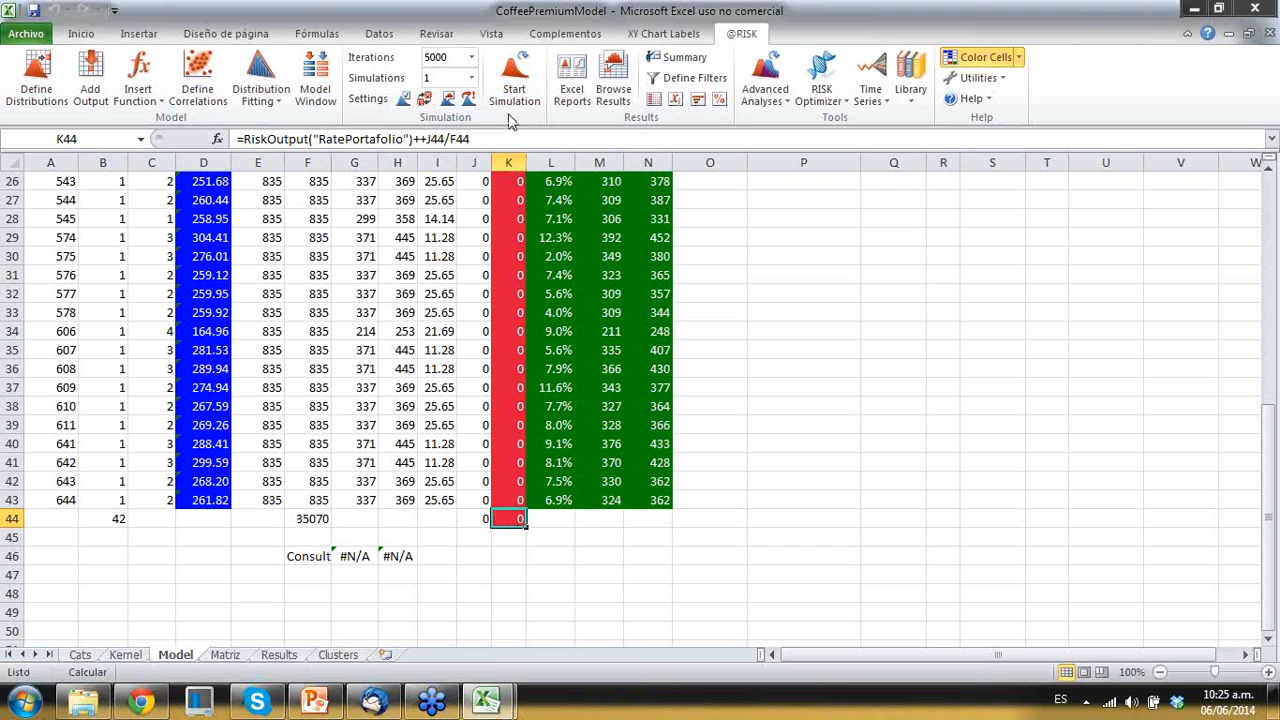 CoffeePremiumModel - Microsoft Excel uso no comercial
Archivo Inicio Insertar Diseño de página Fórmulas Datos Revisar Vista Complementos XY Chart Labels @RISK
Define Distributions Add Output Insert Function Define Correlations Distribution Fitting Model Window
Model
Iterations 5000
Simulations 1
Settings
Simulation
Start Simulation
Excel Reports Browse Results Summary
Define Filters
Results
Advanced Analyses RISK Optimizer Time Series Library
Tools
Color Cells
Utilities
Help
Help
K44 fx =RiskOutput("RatePortafolio")++J44/F44
A B C D E F G H I J K L M N O P Q R S T U V W
26 543 1 2 251.68 835 835 337 369 25.65 0 0 6.9% 310 378
27 544 1 2 260.44 835 835 337 369 25.65 0 0 7.4% 309 387
28 545 1 1 258.95 835 835 299 358 14.14 0 0 7.1% 306 331
29 574 1 3 304.41 835 835 371 445 11.28 0 0 12.3% 392 452
30 575 1 3 276.01 835 835 371 445 11.28 0 0 2.0% 349 380
31 576 1 2 259.12 835 835 337 369 25.65 0 0 7.4% 323 365
32 577 1 2 259.95 835 835 337 369 25.65 0 0 5.6% 309 357
33 578 1 2 259.92 835 835 337 369 25.65 0 0 4.0% 309 344
34 606 1 4 164.96 835 835 214 253 21.69 0 0 9.0% 211 248
35 607 1 3 281.53 835 835 371 445 11.28 0 0 5.6% 335 407
36 608 1 3 289.94 835 835 371 445 11.28 0 0 7.9% 366 430
37 609 1 2 274.94 835 835 337 369 25.65 0 0 11.6% 343 377
38 610 1 2 267.59 835 835 337 369 25.65 0 0 7.7% 327 364
39 611 1 2 269.26 835 835 337 369 25.65 0 0 8.0% 328 366
40 641 1 3 288.41 835 835 371 445 11.28 0 0 9.1% 376 433
41 642 1 3 299.59 835 835 371 445 11.28 0 0 8.1% 370 428
42 643 1 2 268.20 835 835 337 369 25.65 0 0 7.5% 330 362
43 644 1 2 261.82 835 835 337 369 25.65 0 0 6.9% 324 362
44 42 35070 0 0
45
46 Consult #N/A #N/A
47
48
49
50
Cats Kernel Model Matriz Results Clusters
Listo Calcular 100%
ES 10:25 a.m.
06/06/2014